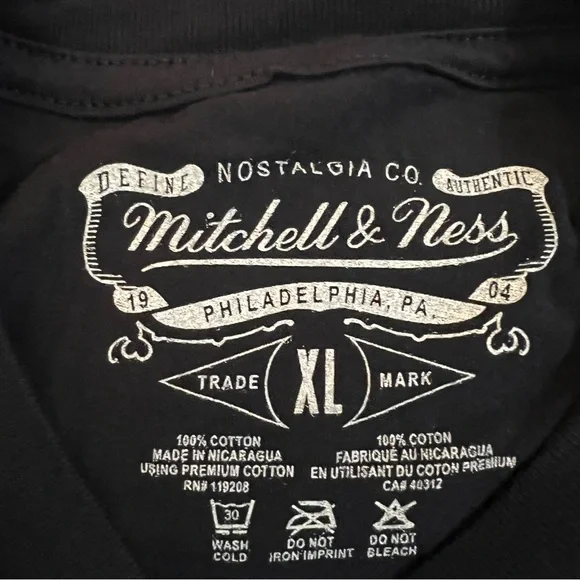 NOSTALGIA CO.
DEFINE AUTHENTIC
Mitchell & Ness
19 PHILADELPHIA, PA. 04
TRADE XL MARK
100% COTTON
MADE IN NICARAGUA
USING PREMIUM COTTON
RN# 119208
100% COTON
FABRIQUÉ AU NICARAGUA
EN UTILISANT DU COTON PREMIUM
CA# 40312
30
WASH
COLD
DO NOT
IRON IMPRINT
DO NOT
BLEACH